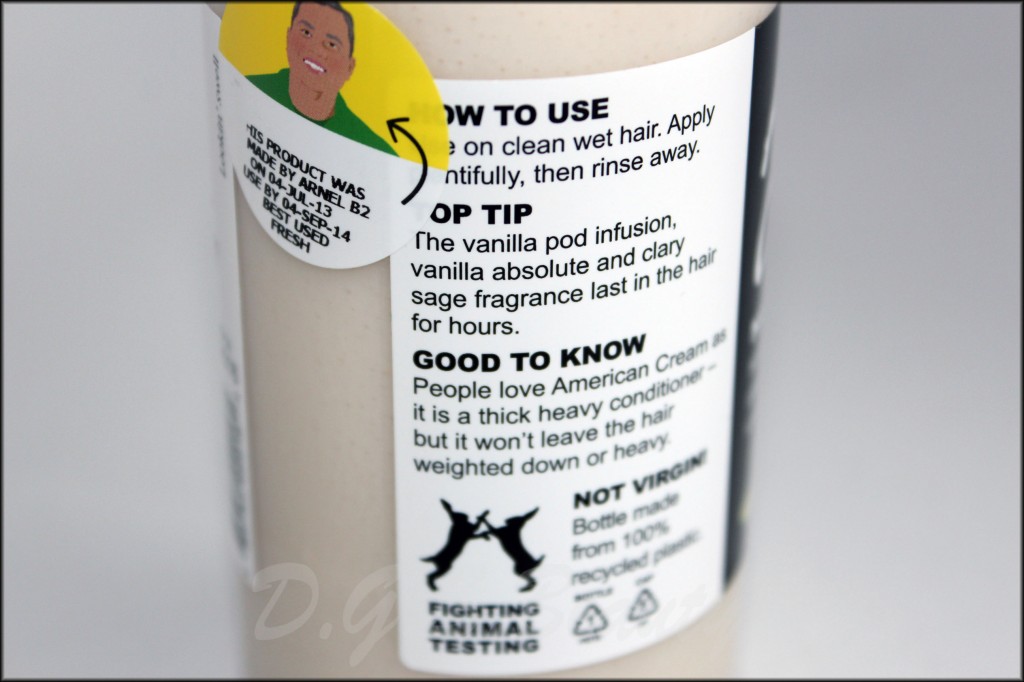 THIS PRODUCT WAS
MADE BY ARNEL B2
ON 04-JUL-13
USE BY 04-SEP-14
BEST USED
FRESH
HOW TO USE
on clean wet hair. Apply
ntifully, then rinse away.
TOP TIP
The vanilla pod infusion,
vanilla absolute and clary
sage fragrance last in the hair
for hours.
GOOD TO KNOW
People love American Cream as
it is a thick heavy conditioner –
but it won't leave the hair
weighted down or heavy.
NOT VIRGIN!
Bottle made
from 100%
recycled plastic.
BOTTLE
FIGHTING
ANIMAL
TESTING
D.G.